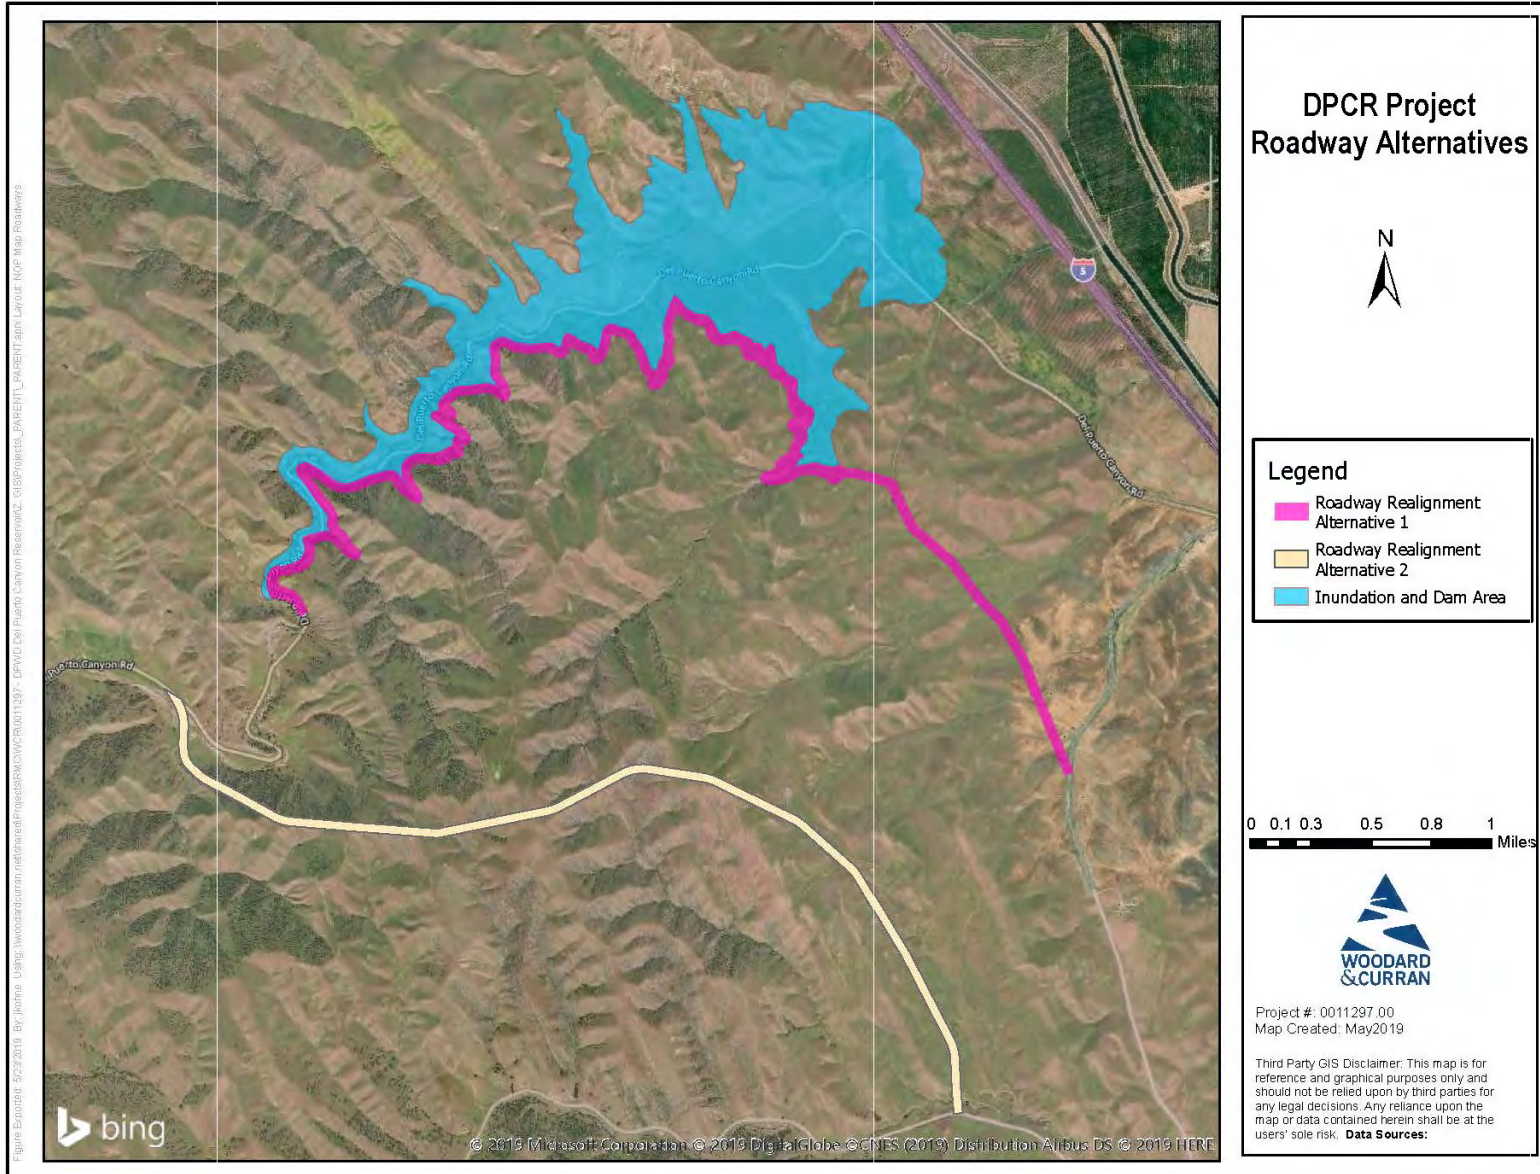 DPCR Project
Roadway Alternatives
N
Legend
Roadway Realignment
Alternative 1
Roadway Realignment
Alternative 2
Inundation and Dam Area
0 0.1 0.3 0.5 0.8 1
Miles
WOODARD
&CURRAN
Project #: 0011297.00
Map Created: May2019
Third Party GIS Disclaimer: This map is for
reference and graphical purposes only and
should not be relied upon by third parties for
any legal decisions. Any reliance upon the
map or data contained herein shall be at the
users' sole risk. Data Sources:
Del Puerto Canyon Rd
5
Del Puerto Canyon Rd
Del Puerto Canyon Rd
Puerto Canyon Rd
bing
© 2019 Microsoft Corporation © 2019 DigitalGlobe ©CNES (2019) Distribution Airbus DS © 2019 HERE